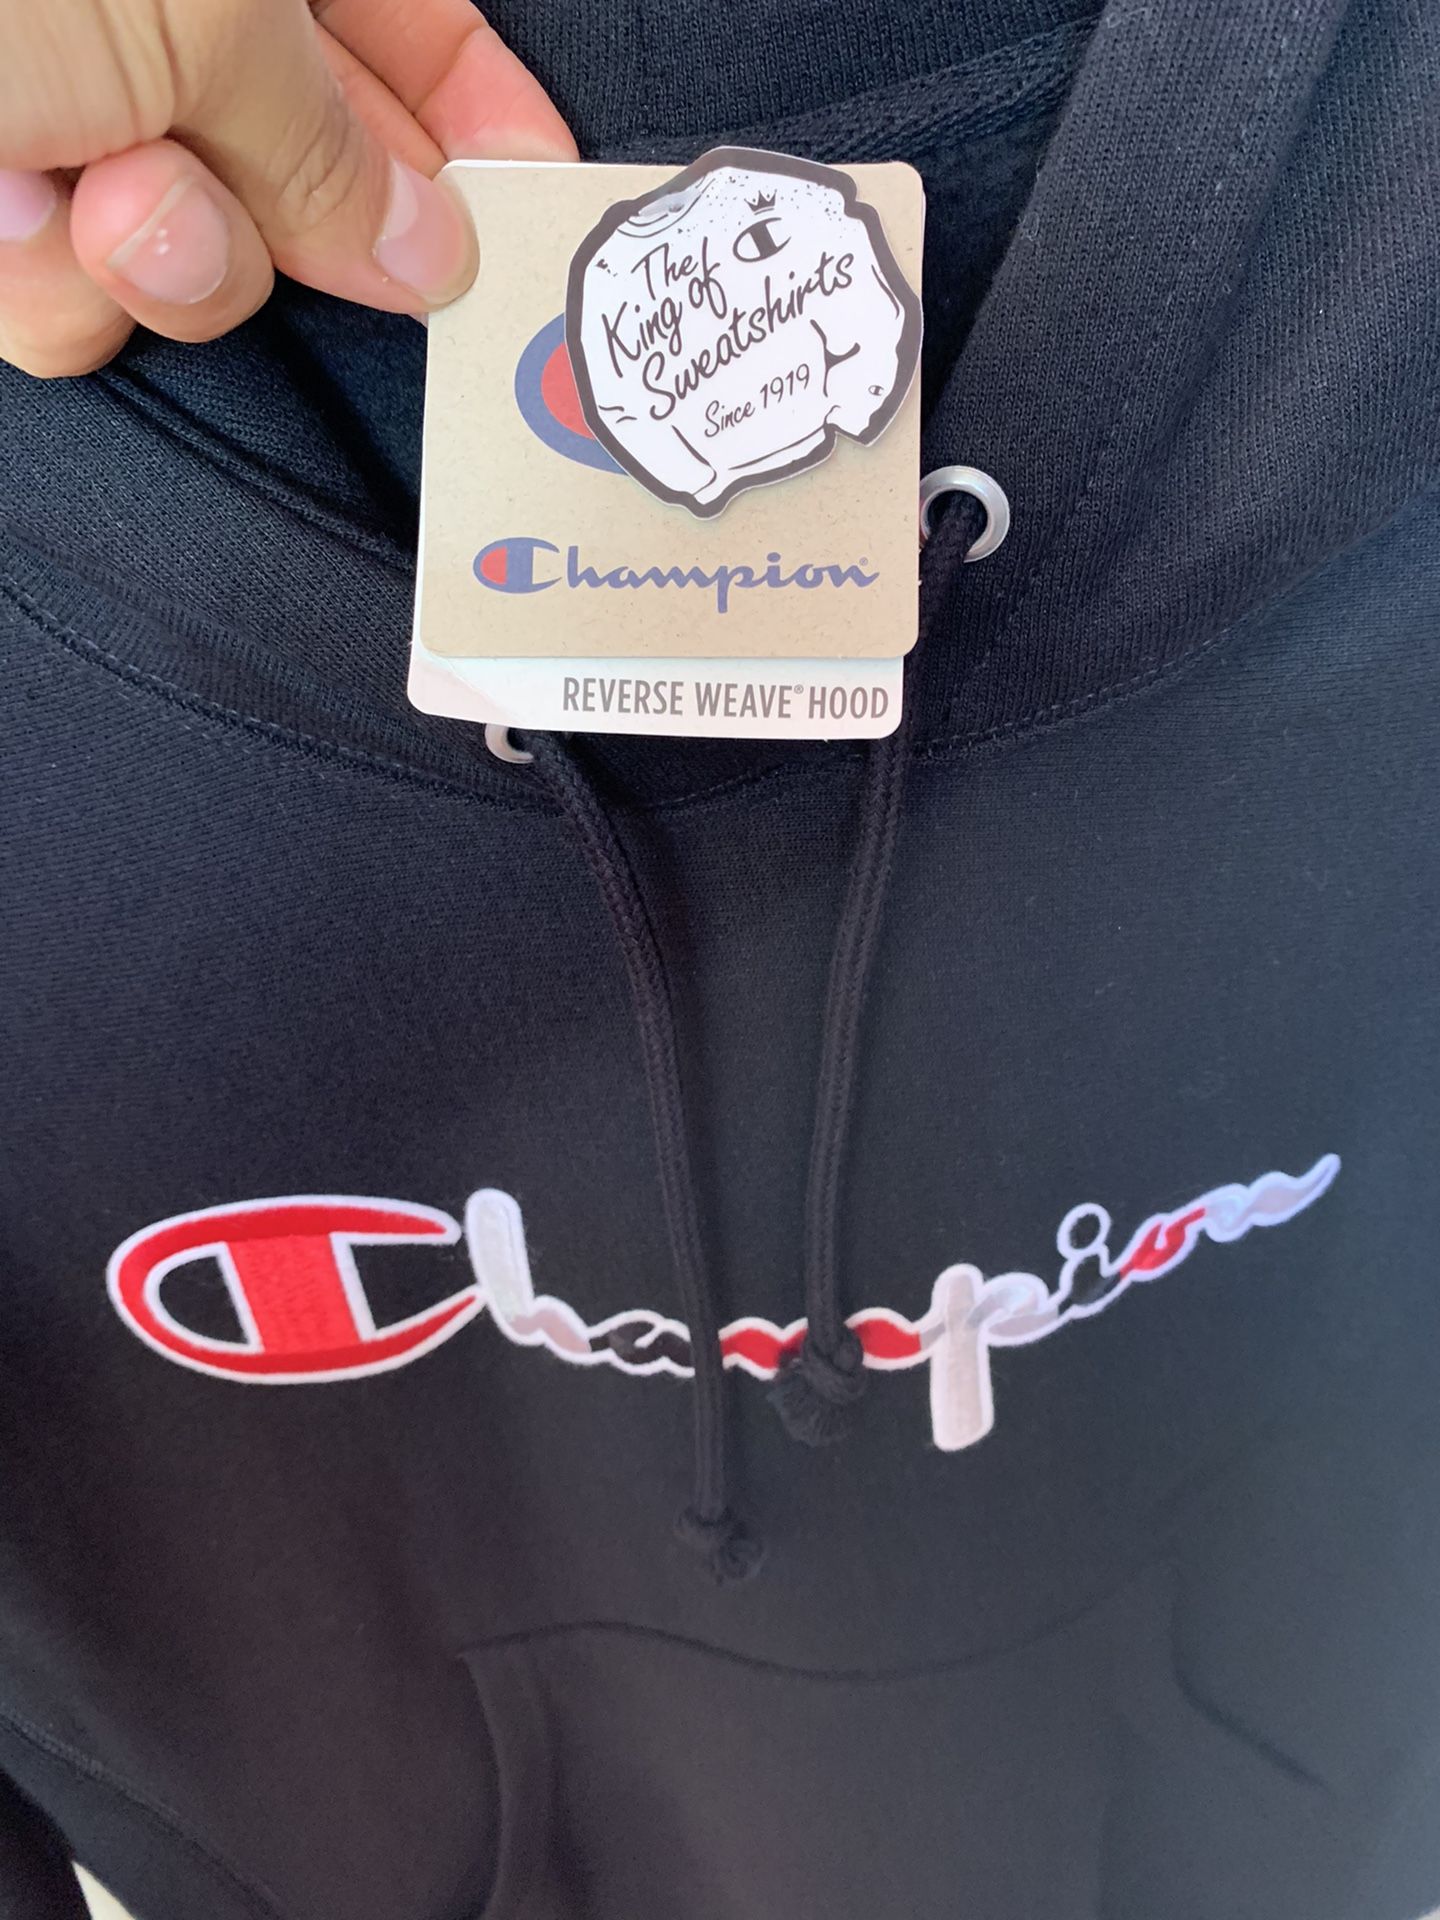 The
King of
Sweatshirts
Since 1919
Champion®
REVERSE WEAVE® HOOD
Champion